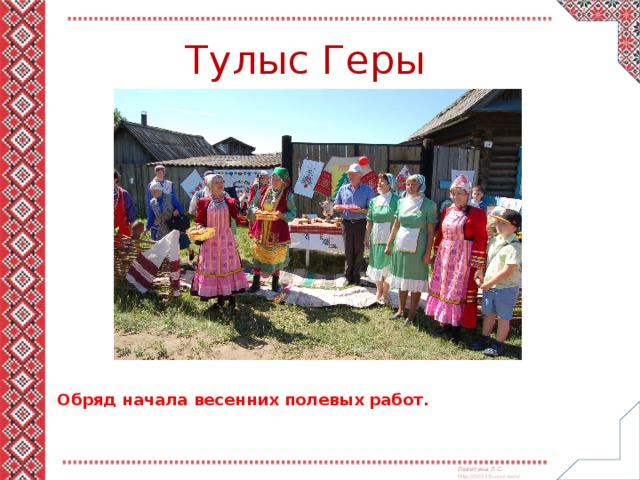 Тулыс Геры
Обряд начала весенних полевых работ.
Л.С.